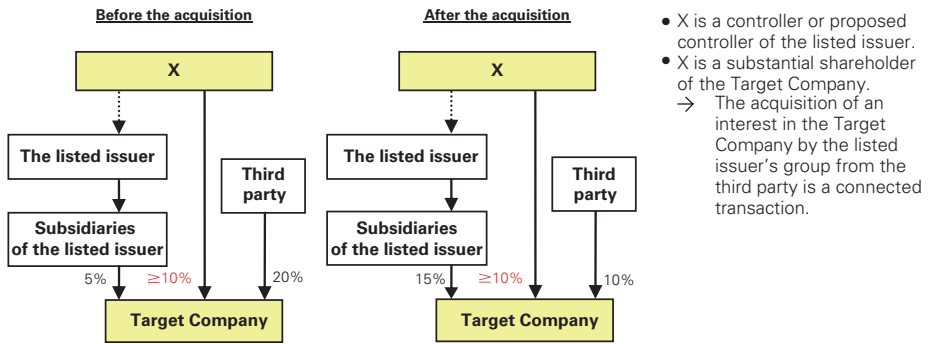 Before the acquisition
X
The listed issuer
Third
party
Subsidiaries
of the listed issuer
5%
≥10%
20%
Target Company
After the acquisition
X
The listed issuer
Third
party
Subsidiaries
of the listed issuer
15%
≥10%
10%
Target Company
• X is a controller or proposed
controller of the listed issuer.
• X is a substantial shareholder
of the Target Company.
→ The acquisition of an
interest in the Target
Company by the listed
issuer's group from the
third party is a connected
transaction.